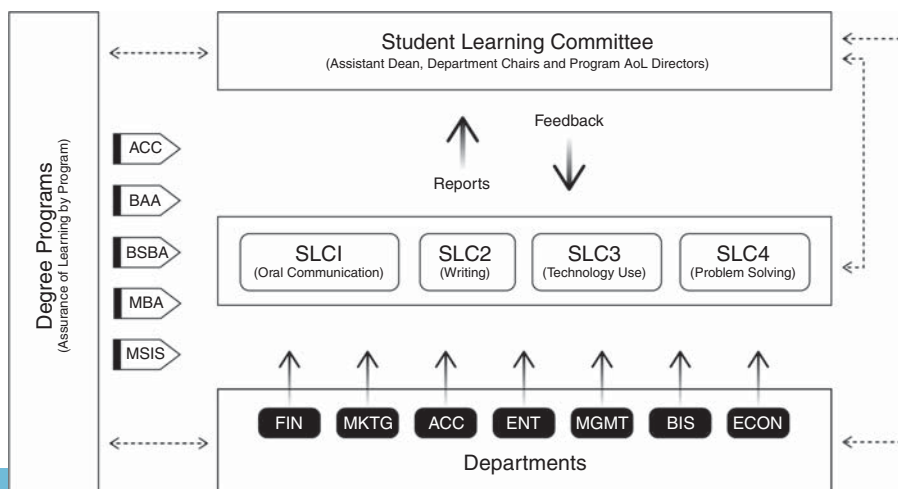 Student Learning Committee
(Assistant Dean, Department Chairs and Program AoL Directors)
Degree Programs
(Assurance of Learning by Program)
ACC
BAA
BSBA
MBA
MSIS
Feedback
Reports
SLCI
(Oral Communication)
SLC2
(Writing)
SLC3
(Technology Use)
SLC4
(Problem Solving)
FIN
MKTG
ACC
ENT
MGMT
BIS
ECON
Departments